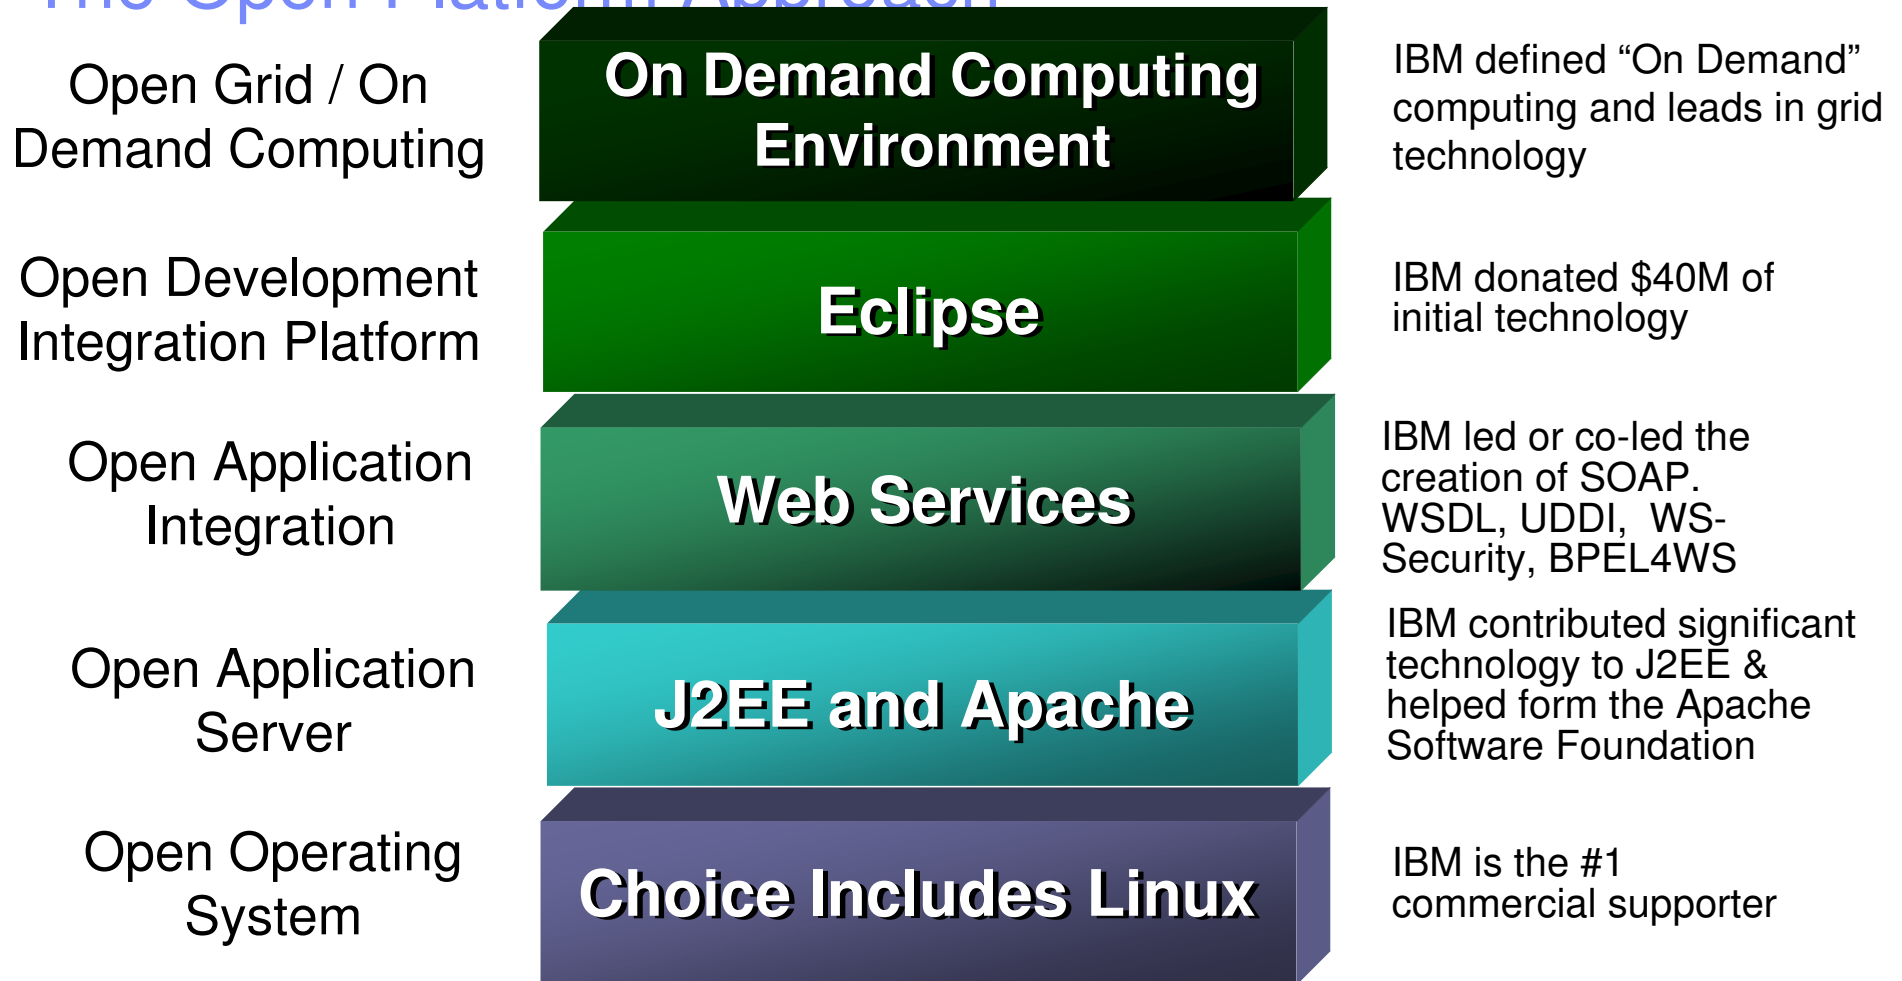 The Open Platform Approach
Open Grid / On
Demand Computing
On Demand Computing
Environment
IBM defined “On Demand”
computing and leads in grid
technology
Open Development
Integration Platform
Eclipse
IBM donated $40M of
initial technology
Open Application
Integration
Web Services
IBM led or co-led the
creation of SOAP.
WSDL, UDDI,  WS-
Security, BPEL4WS
Open Application
Server
J2EE and Apache
IBM contributed significant
technology to J2EE &
helped form the Apache
Software Foundation
Open Operating
System
Choice Includes Linux
IBM is the #1
commercial supporter